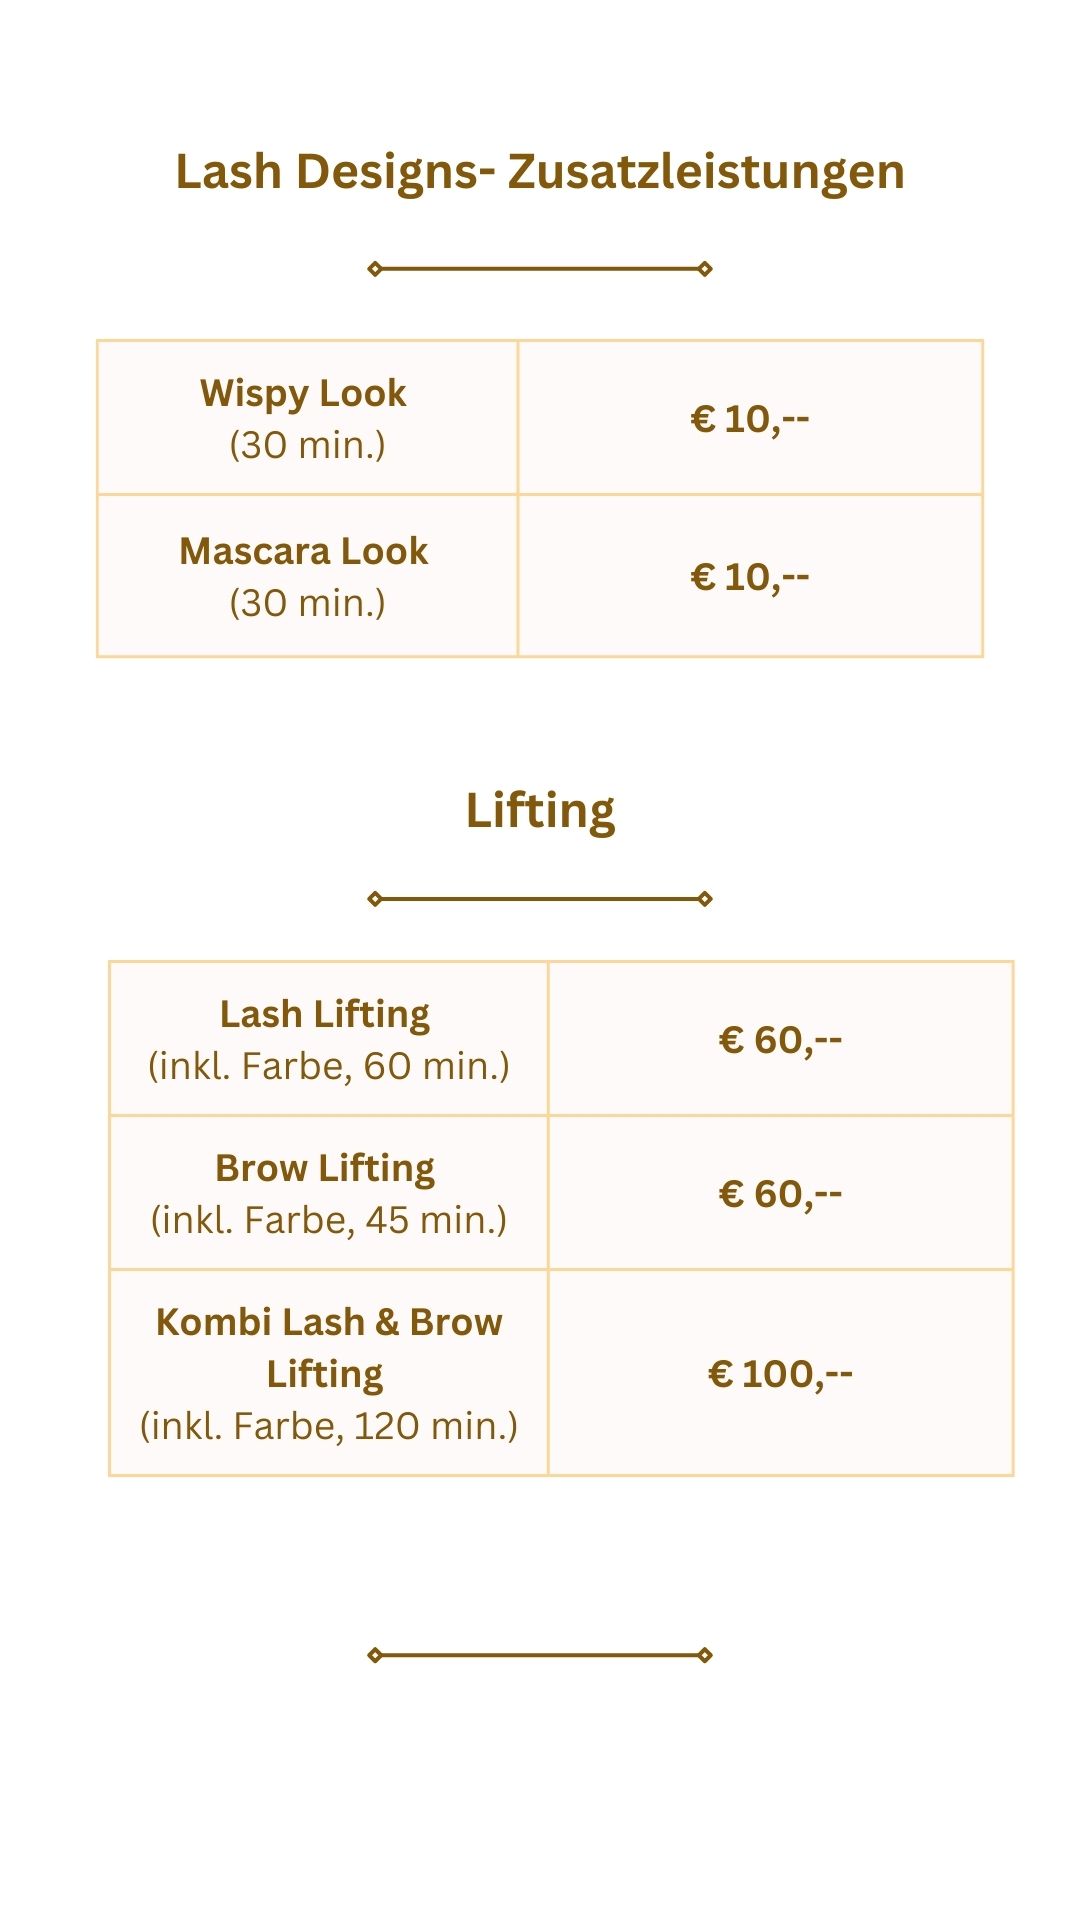 Lash Designs- Zusatzleistungen
Wispy Look
(30 min.)
€ 10,--
Mascara Look
(30 min.)
€ 10,--
Lifting
Lash Lifting
(inkl. Farbe, 60 min.)
€ 60,--
Brow Lifting
(inkl. Farbe, 45 min.)
€ 60,--
Kombi Lash & Brow
Lifting
(inkl. Farbe, 120 min.)
€ 100,--